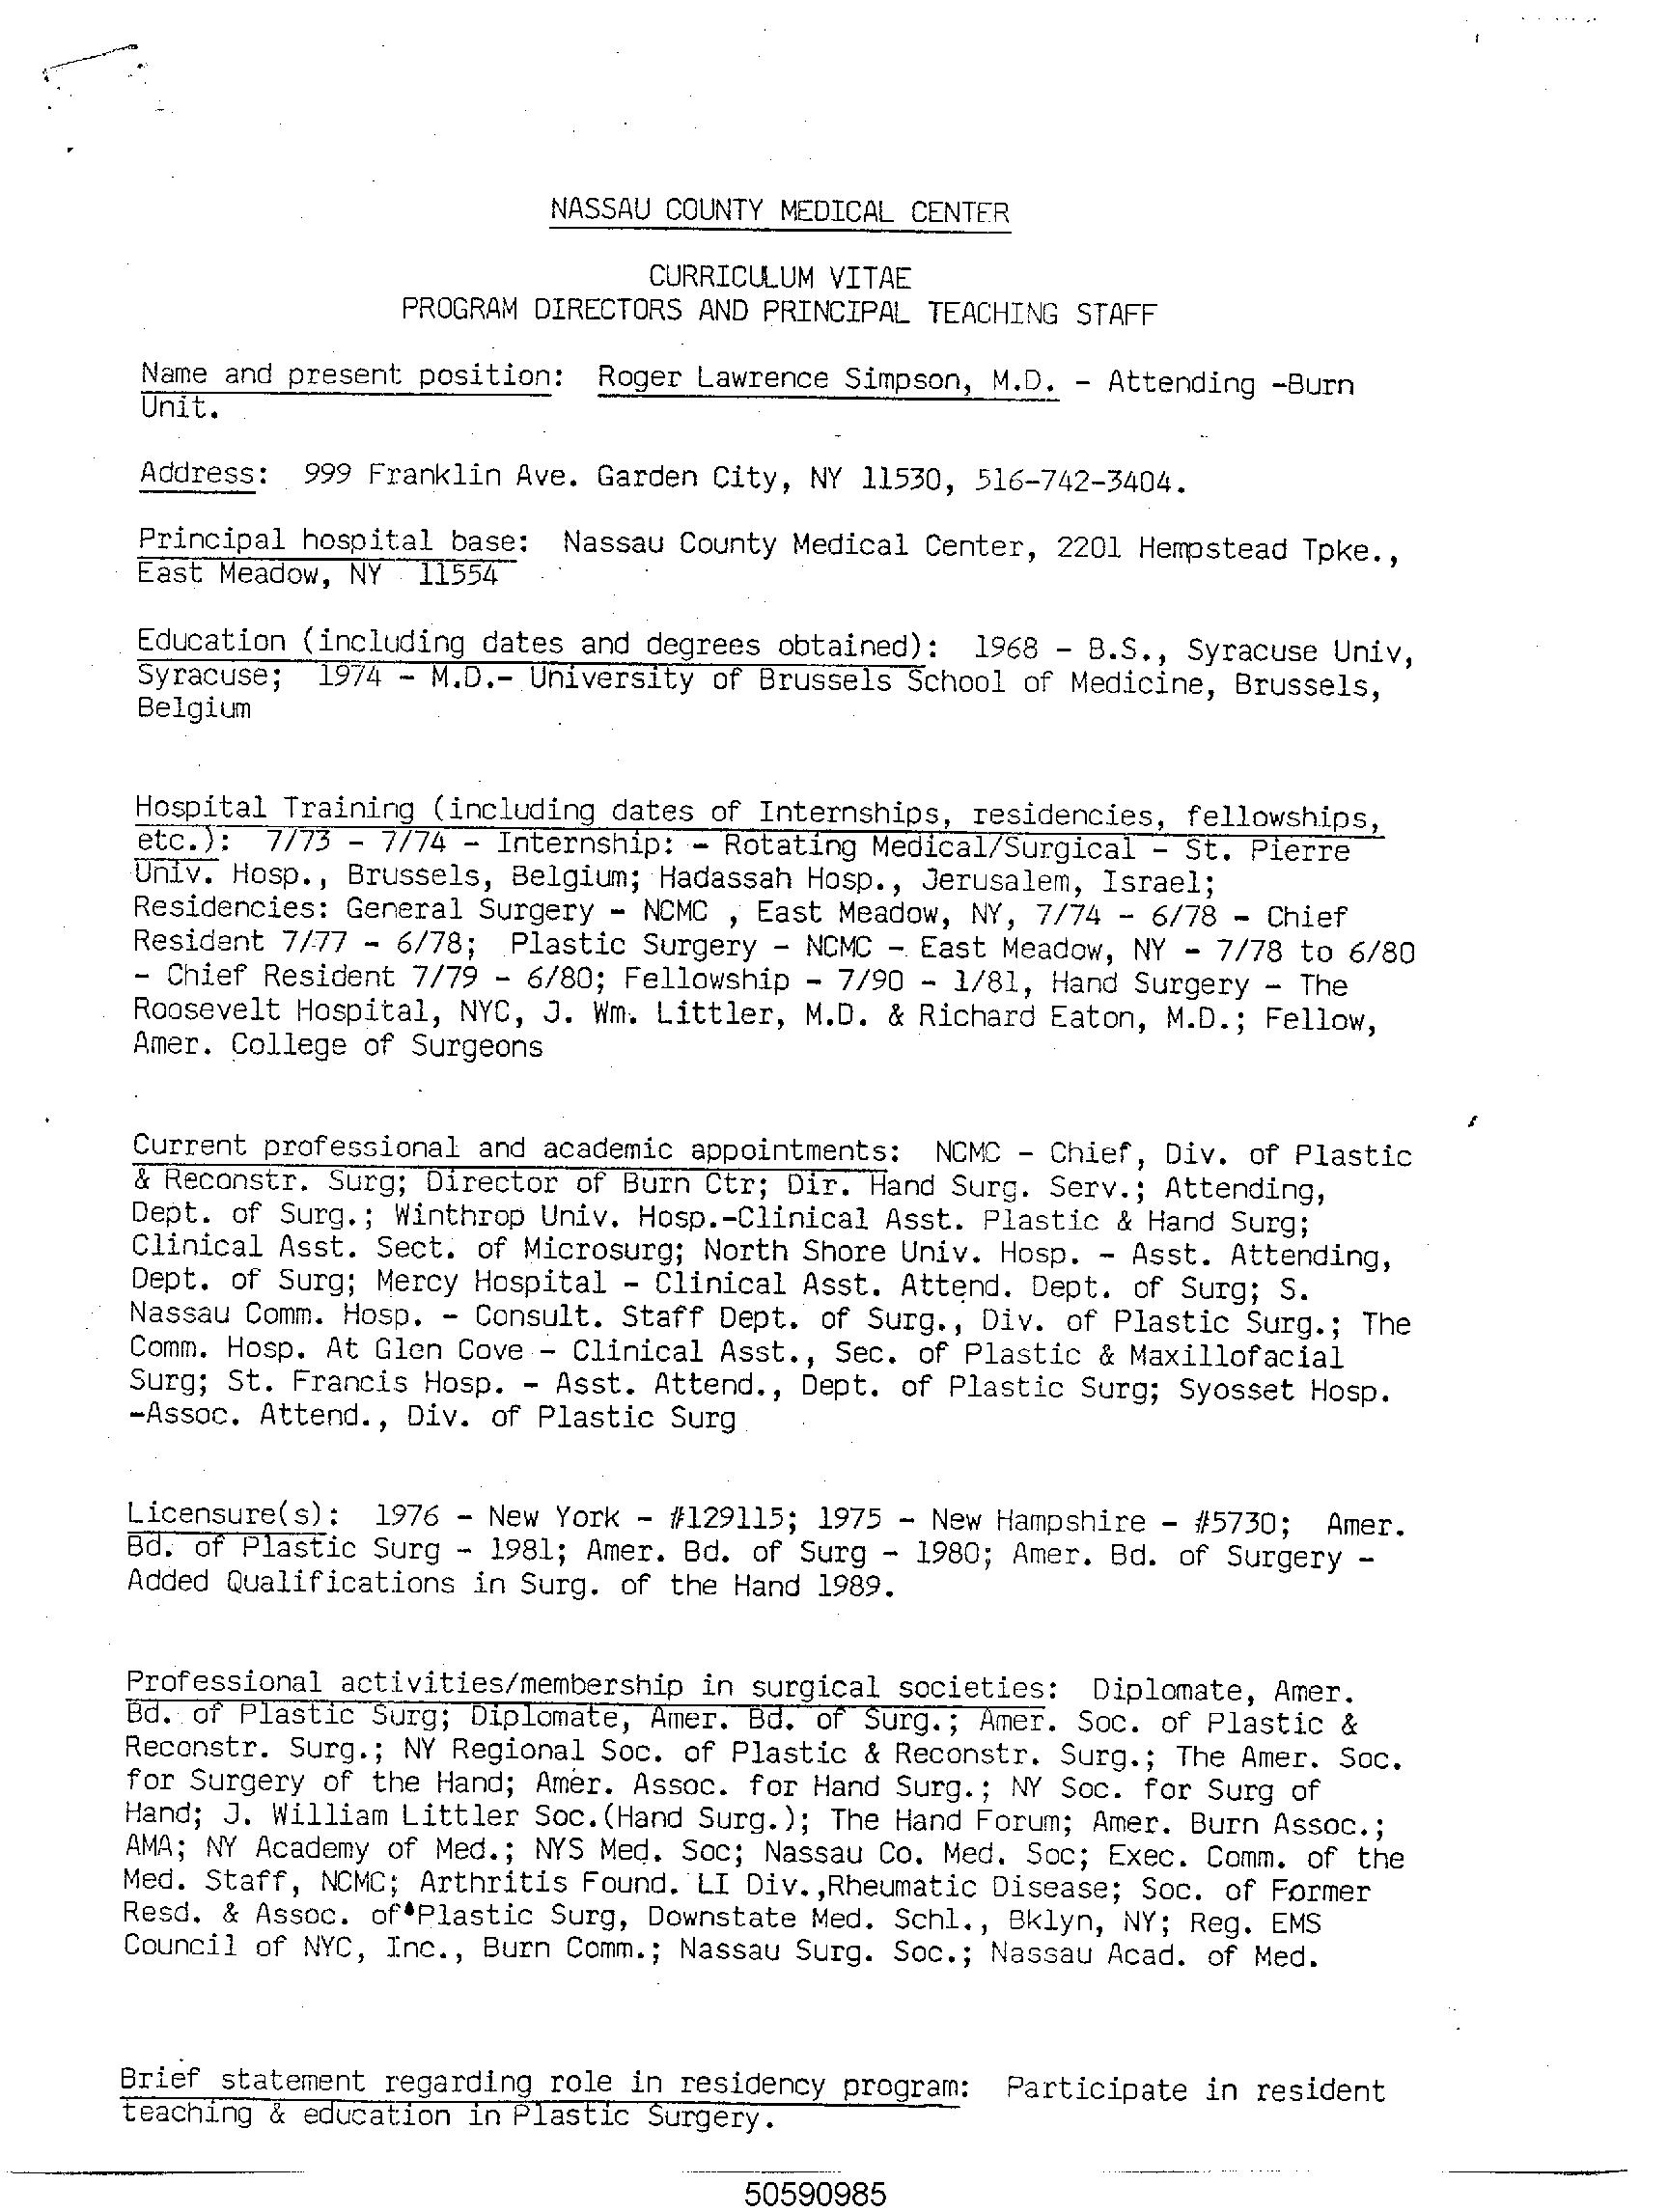 NASSAU COUNTY MEDICAL CENTER
CURRICULUM VITAE
PROGRAM DIRECTORS AND PRINCIPAL TEACHING STAFF
Name and present position: Roger Lawrence Simpson, M.D. - Attending -Burn
Unit.
Address: 999 Franklin Ave. Garden City, NY 11530, 516-742-3404.
Principal hospital base: Nassau County Medical Center, 2201 Hempstead Tpke.,
East Meadow, NY 11554
Education (including dates and degrees obtained): 1968 - B.S., Syracuse Univ,
Syracuse; 1974 - M.D.- University of Brussels School of Medicine, Brussels,
Belgium
Hospital Training (including dates of Internships, residencies, fellowships,
etc.): 7/73 - 7/74 - Internship: - Rotating Medical/Surgical - St. Pierre
Univ. Hosp., Brussels, Belgium; Hadassah Hosp., Jerusalem, Israel;
Residencies: General Surgery - NCMC , East Meadow, NY, 7/74 - 6/78 - Chief
Resident 7/77 - 6/78; Plastic Surgery - NCMC - East Meadow, NY - 7/78 to 6/80
- Chief Resident 7/79 - 6/80; Fellowship - 7/90 - 1/81, Hand Surgery - The
Roosevelt Hospital, NYC, J. Wm. Littler, M.D. & Richard Eaton, M.D.; Fellow,
Amer. College of Surgeons
Current professional and academic appointments: NCMC - Chief, Div. of Plastic
& Reconstr. Surg; Director of Burn Ctr; Dir. Hand Surg. Serv.; Attending,
Dept. of Surg.; Winthrop Univ. Hosp.-Clinical Asst. Plastic & Hand Surg;
Clinical Asst. Sect. of Microsurg; North Shore Univ. Hosp. - Asst. Attending,
Dept. of Surg; Mercy Hospital - Clinical Asst. Attend. Dept. of Surg; S.
Nassau Comm. Hosp. - Consult. Staff Dept. of Surg., Div. of Plastic Surg.; The
Comm. Hosp. At Glen Cove - Clinical Asst., Sec. of Plastic & Maxillofacial
Surg; St. Francis Hosp. - Asst. Attend., Dept. of Plastic Surg; Syosset Hosp.
-Assoc. Attend., Div. of Plastic Surg
Licensure(s): 1976 - New York - #129115; 1975 - New Hampshire - #5730; Amer.
Bd. of Plastic Surg - 1981; Amer. Bd. of Surg - 1980; Amer. Bd. of Surgery -
Added Qualifications in Surg. of the Hand 1989.
Professional activities/membership in surgical societies: Diplomate, Amer.
Bd. of Plastic Surg; Diplomate, Amer. Bd. of Surg.; Amer. Soc. of Plastic &
Reconstr. Surg.; NY Regional Soc. of Plastic & Reconstr. Surg.; The Amer. Soc.
for Surgery of the Hand; Amer. Assoc. for Hand Surg.; NY Soc. for Surg of
Hand; J. William Littler Soc.(Hand Surg.); The Hand Forum; Amer. Burn Assoc.;
AMA; NY Academy of Med.; NYS Med. Soc; Nassau Co. Med. Soc; Exec. Comm. of the
Med. Staff, NCMC; Arthritis Found. LI Div.,Rheumatic Disease; Soc. of Former
Resd. & Assoc. of Plastic Surg, Downstate Med. Schl., Bklyn, NY; Reg. EMS
Council of NYC, Inc., Burn Comm.; Nassau Surg. Soc.; Nassau Acad. of Med.
Brief statement regarding role in residency program: Participate in resident
teaching & education in Plastic Surgery.
50590985